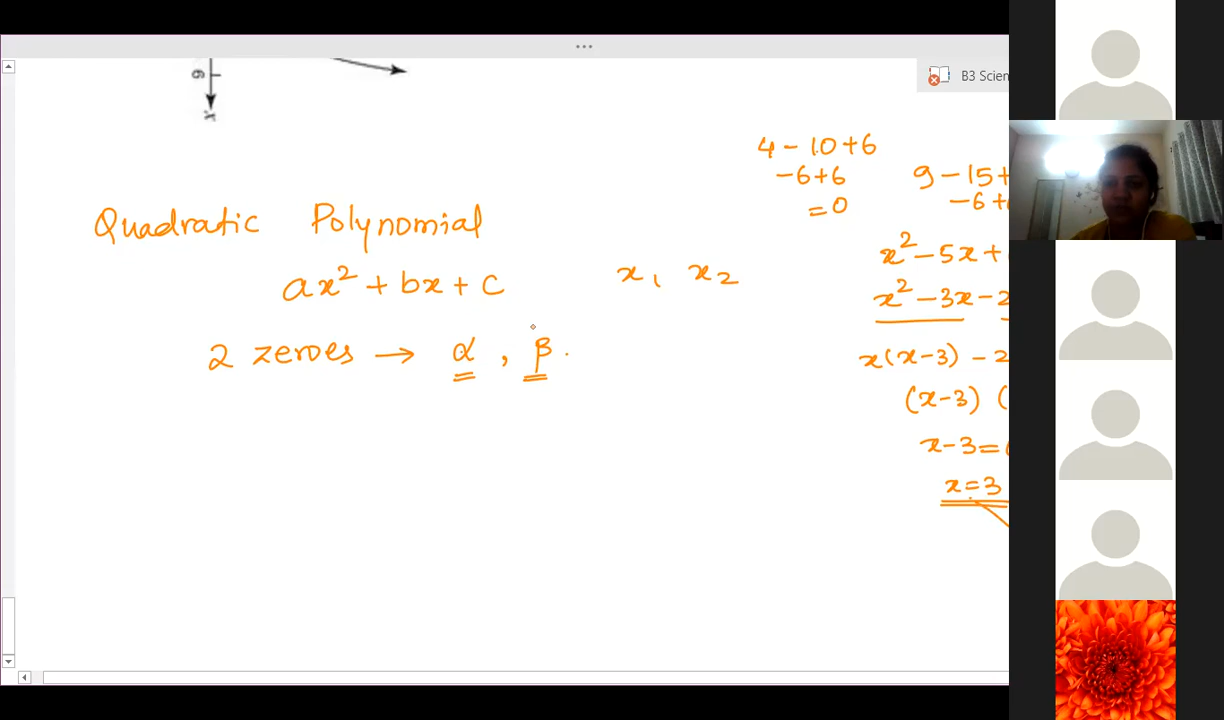 B3 Scien
4 - 10 + 6
-6+6
= 0
9 - 15 +
-6+
Quadratic Polynomial
ax² + bx + c
x₁ x₂
2 zeroes → α , β .
x² - 5x +
x² - 3x - 2
x(x-3) - 2
(x-3) (
x-3=
x=3